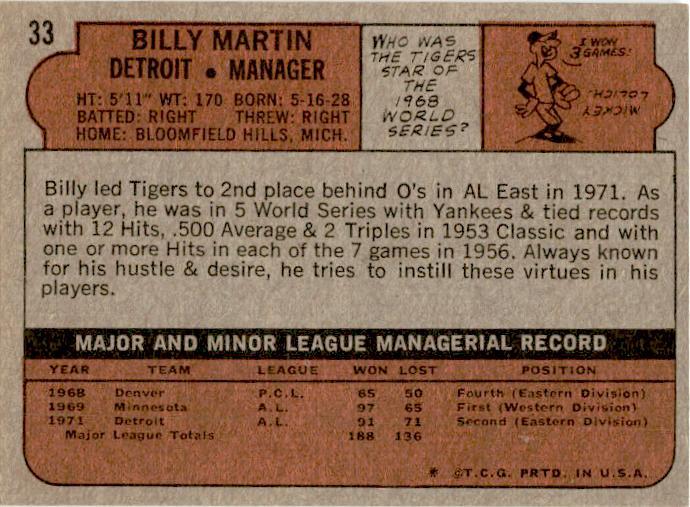 33
BILLY MARTIN
DETROIT • MANAGER
HT: 5'11" WT: 170 BORN: 5-16-28
BATTED: RIGHT THREW: RIGHT
HOME: BLOOMFIELD HILLS, MICH.
WHO WAS
THE TIGERS
STAR OF
THE
1968
WORLD
SERIES?
I WON
3 GAMES!
MICKEY
LOLICH.
Billy led Tigers to 2nd place behind O's in AL East in 1971. As
a player, he was in 5 World Series with Yankees & tied records
with 12 Hits, .500 Average & 2 Triples in 1953 Classic and with
one or more Hits in each of the 7 games in 1956. Always known
for his hustle & desire, he tries to instill these virtues in his
players.
MAJOR AND MINOR LEAGUE MANAGERIAL RECORD
YEAR TEAM LEAGUE WON LOST POSITION
1968 Denver P.C.L. 65 50 Fourth (Eastern Division)
1969 Minnesota A.L. 97 65 First (Western Division)
1971 Detroit A.L. 91 71 Second (Eastern Division)
Major League Totals 188 136
* ©T.C.G. PRTD. IN U.S.A.